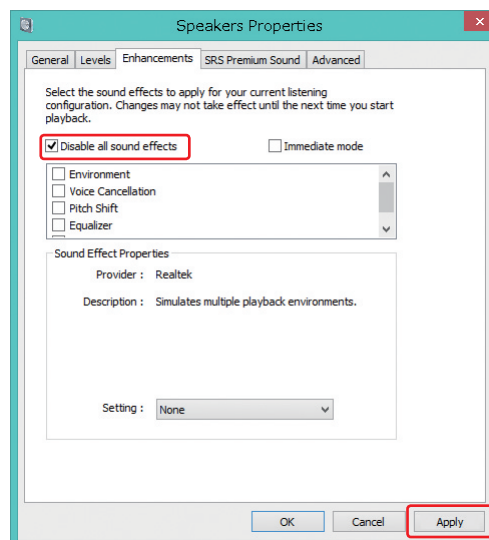 Speakers Properties
General Levels Enhancements SRS Premium Sound Advanced
Select the sound effects to apply for your current listening
configuration. Changes may not take effect until the next time you start
playback.
Disable all sound effects Immediate mode
Environment
Voice Cancellation
Pitch Shift
Equalizer
Sound Effect Properties
Provider : Realtek
Description : Simulates multiple playback environments.
Setting : None
OK Cancel Apply